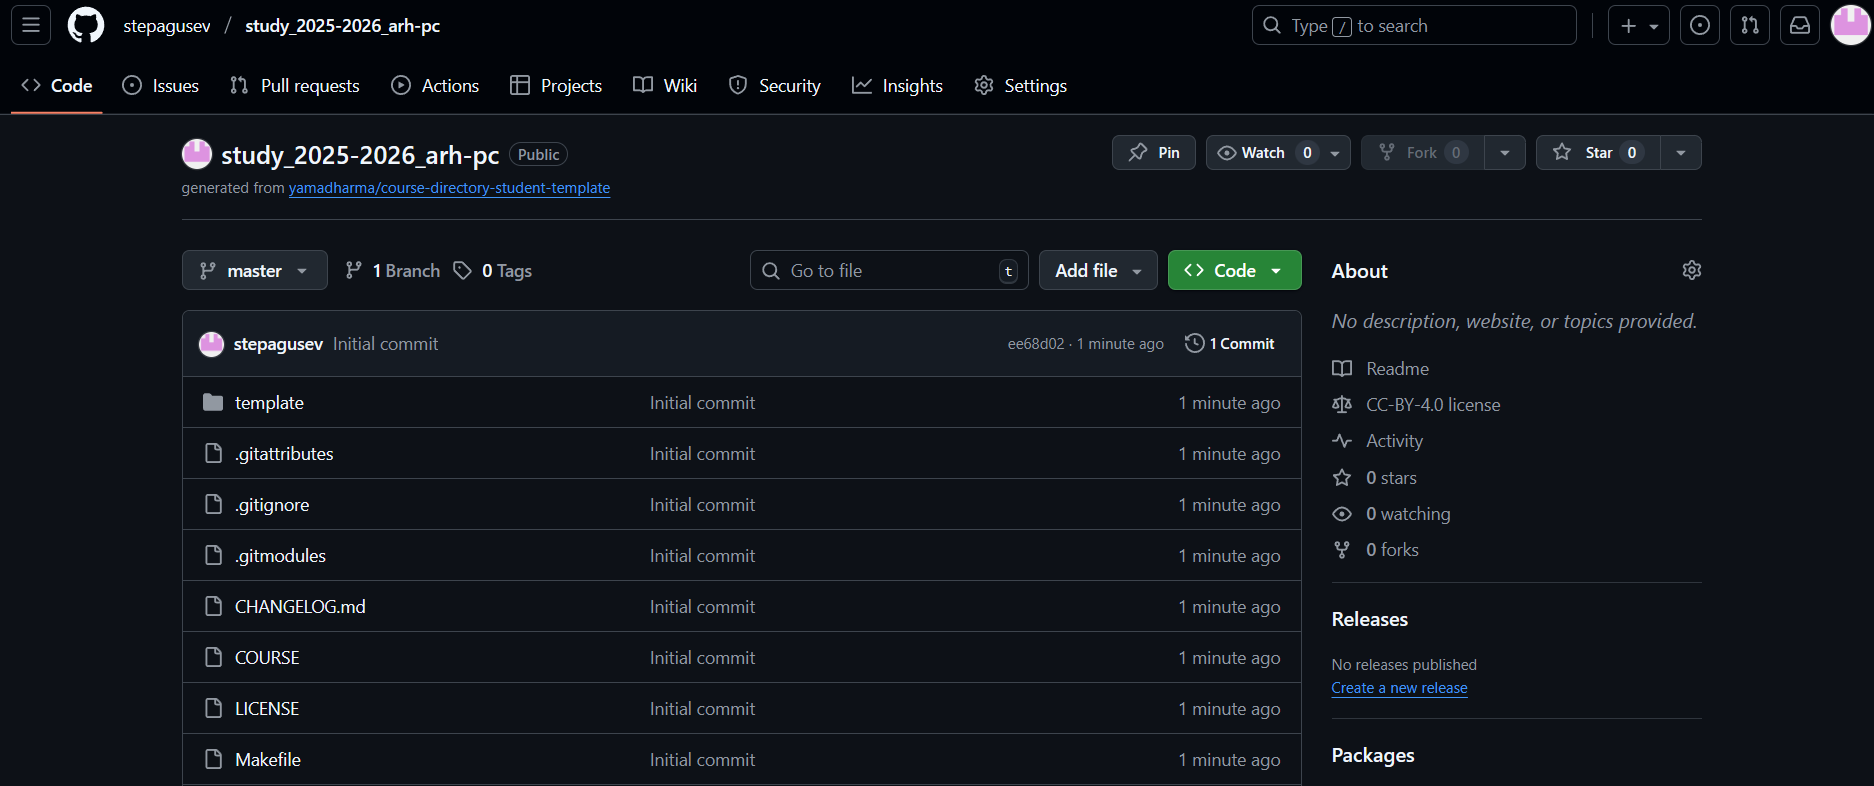 stepagusev / study_2025-2026_arh-pc
Type / to search
Code Issues Pull requests Actions Projects Wiki Security Insights Settings
study_2025-2026_arh-pc Public
Pin Watch 0 Fork 0 Star 0
generated from yamadharma/course-directory-student-template
master 1 Branch 0 Tags Go to file t Add file Code
stepagusev Initial commit ee68d02 · 1 minute ago 1 Commit
template Initial commit 1 minute ago
.gitattributes Initial commit 1 minute ago
.gitignore Initial commit 1 minute ago
.gitmodules Initial commit 1 minute ago
CHANGELOG.md Initial commit 1 minute ago
COURSE Initial commit 1 minute ago
LICENSE Initial commit 1 minute ago
Makefile Initial commit 1 minute ago
About
No description, website, or topics provided.
Readme
CC-BY-4.0 license
Activity
0 stars
0 watching
0 forks
Releases
No releases published
Create a new release
Packages